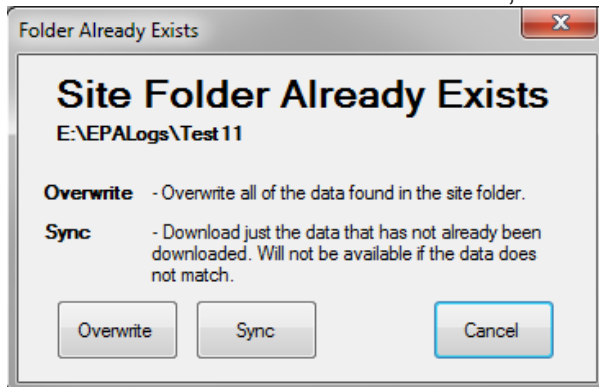 Folder Already Exists
Site Folder Already Exists
E:\EPALogs\Test11
Overwrite - Overwrite all of the data found in the site folder.
Sync - Download just the data that has not already been
downloaded. Will not be available if the data does
not match.
Overwrite Sync Cancel